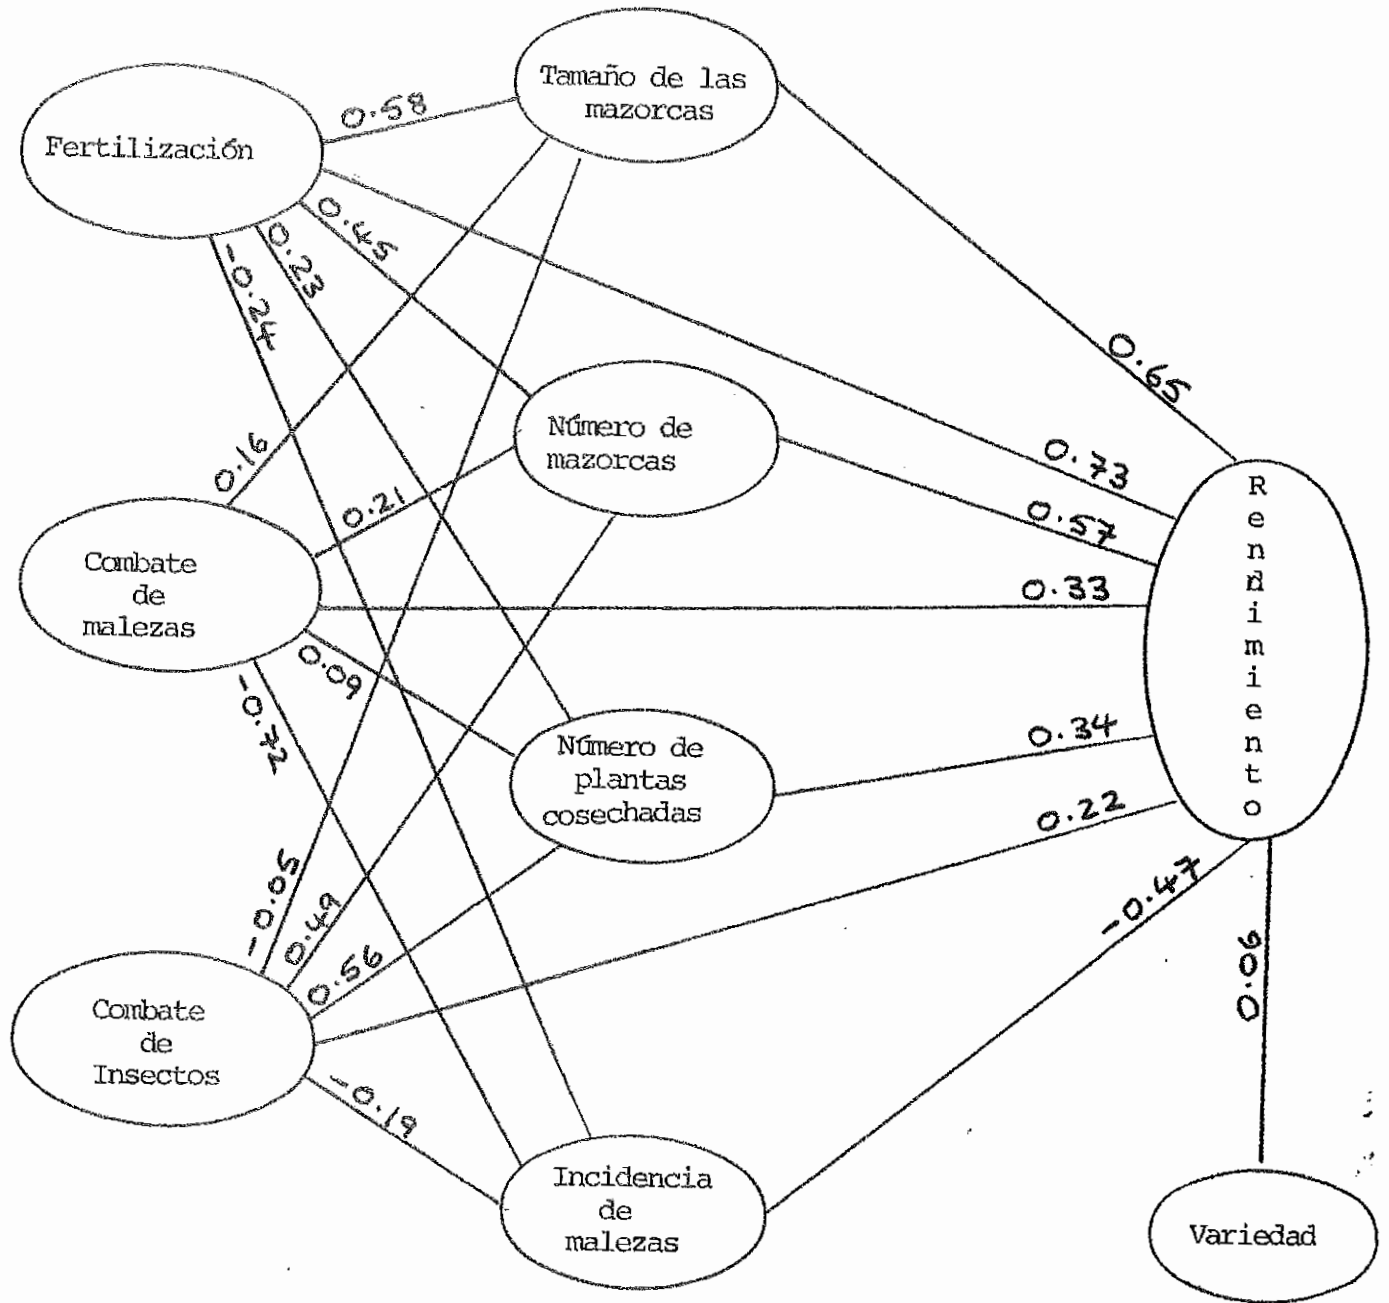 Tamaño de las
mazorcas
Fertilización
0.58
0.45
0.23
-0.24
0.65
Número de
mazorcas
0.16
0.21
0.73
0.57
0.33
Combate
de
malezas
0.09
-0.72
Rendimiento
Número de
plantas
cosechadas
0.34
0.22
-0.47
0.06
-0.05
0.49
0.56
Combate
de
Insectos
-0.19
Incidencia
de
malezas
Variedad